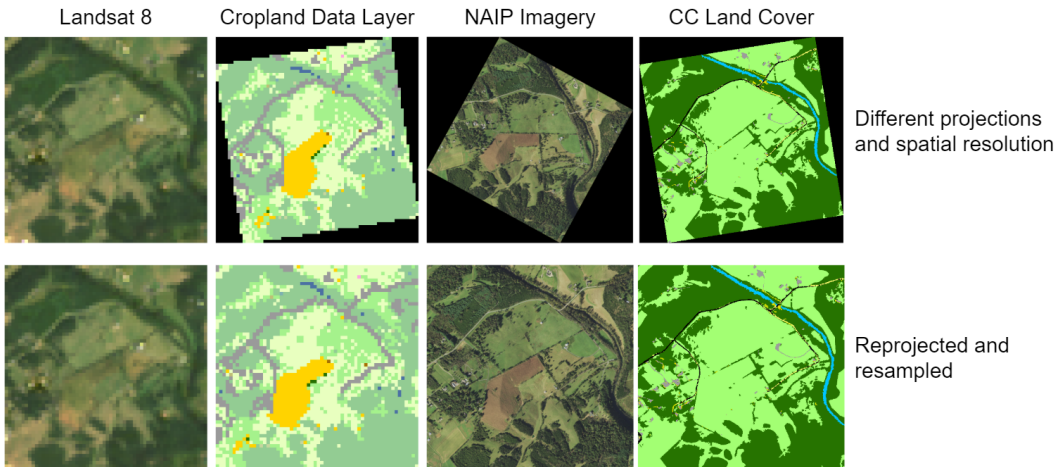 Landsat 8
Cropland Data Layer
NAIP Imagery
CC Land Cover
Different projections
and spatial resolution
Reprojected and
resampled